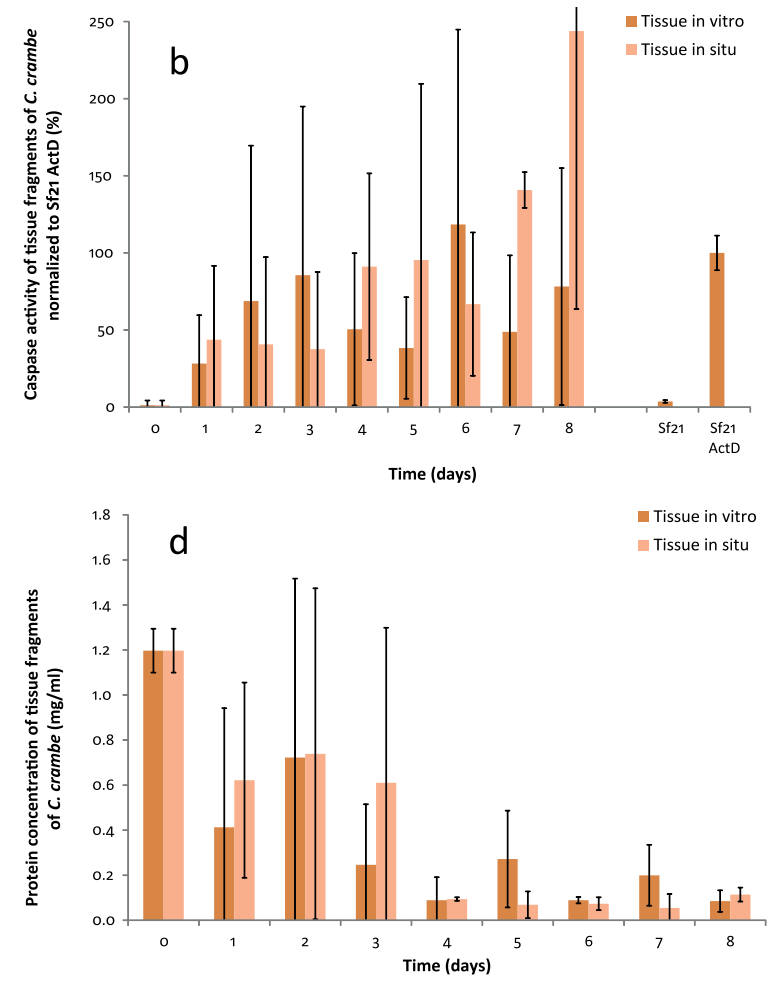 Caspase activity of tissue fragments of C. crambe
normalized to Sf21 ActD (%)
250
200
150
100
50
0
b
Tissue in vitro
Tissue in situ
0 1 2 3 4 5 6 7 8 Sf21 Sf21
ActD
Time (days)
Protein concentration of tissue fragments
of C. crambe (mg/ml)
1.8
1.6
1.4
1.2
1.0
0.8
0.6
0.4
0.2
0.0
d
Tissue in vitro
Tissue in situ
0 1 2 3 4 5 6 7 8
Time (days)